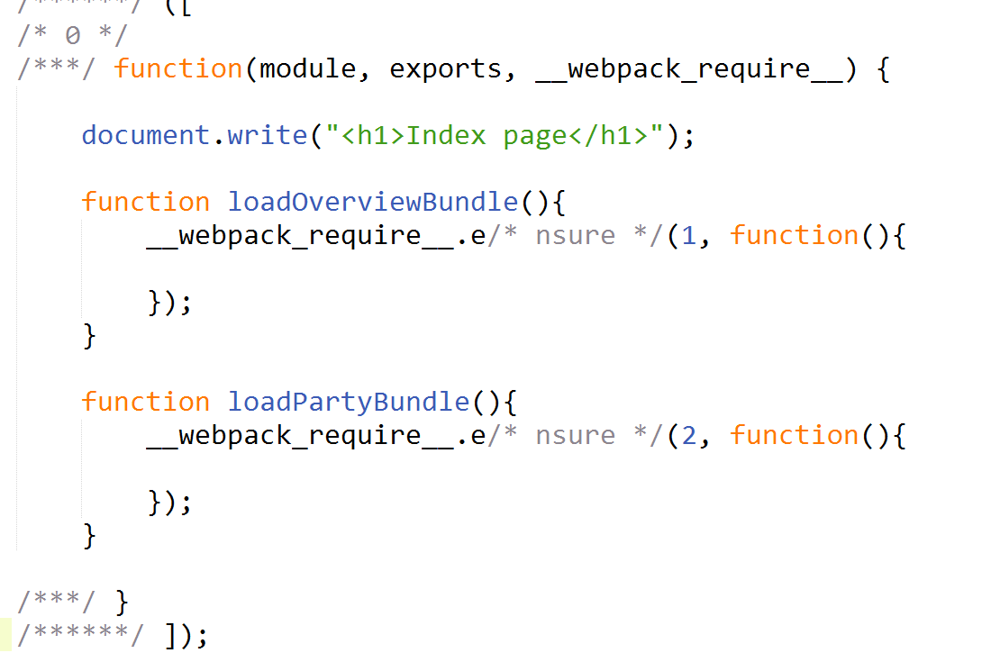 /******/ ([
/* 0 */
/***/ function(module, exports, __webpack_require__) {
document.write("<h1>Index page</h1>");
function loadOverviewBundle(){
__webpack_require__.e/* nsure */(1, function(){
});
}
function loadPartyBundle(){
__webpack_require__.e/* nsure */(2, function(){
});
}
/***/ }
/******/ ]);